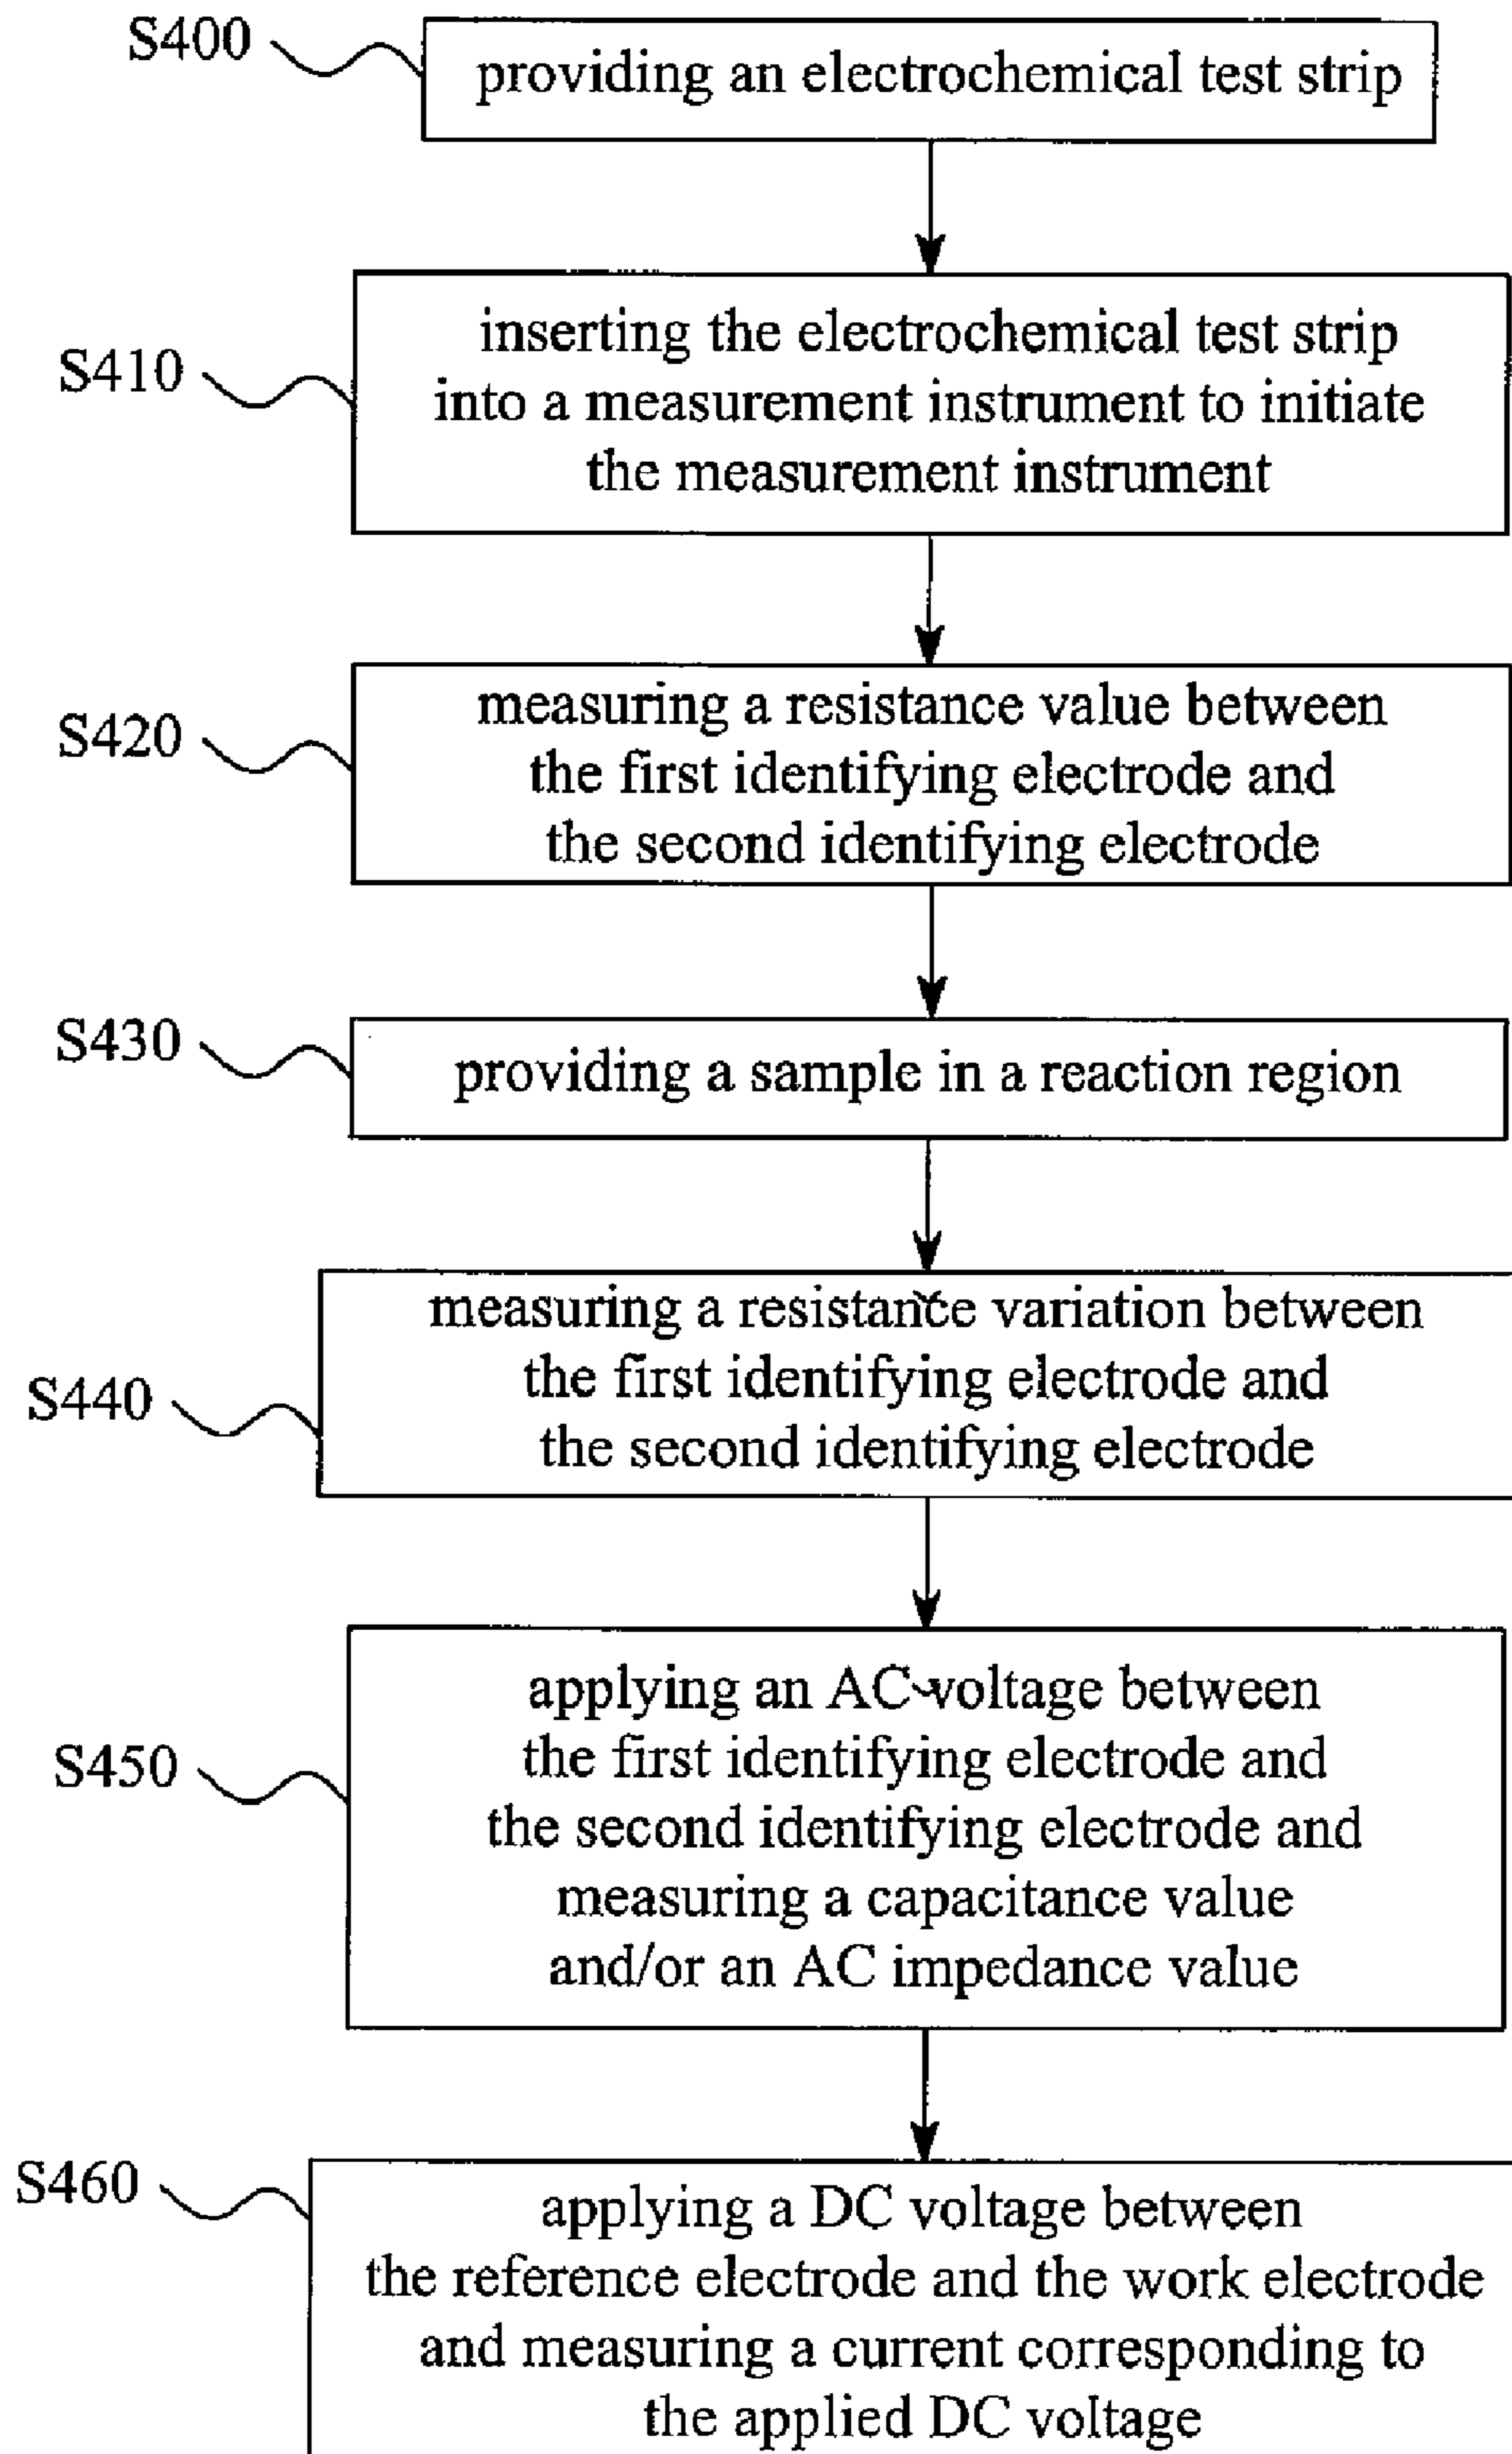 S400
providing an electrochemical test strip
S410
inserting the electrochemical test strip
into a measurement instrument to initiate
the measurement instrument
S420
measuring a resistance value between
the first identifying electrode and
the second identifying electrode
S430
providing a sample in a reaction region
S440
measuring a resistance variation between
the first identifying electrode and
the second identifying electrode
S450
applying an AC voltage between
the first identifying electrode and
the second identifying electrode and
measuring a capacitance value
and/or an AC impedance value
S460
applying a DC voltage between
the reference electrode and the work electrode
and measuring a current corresponding to
the applied DC voltage